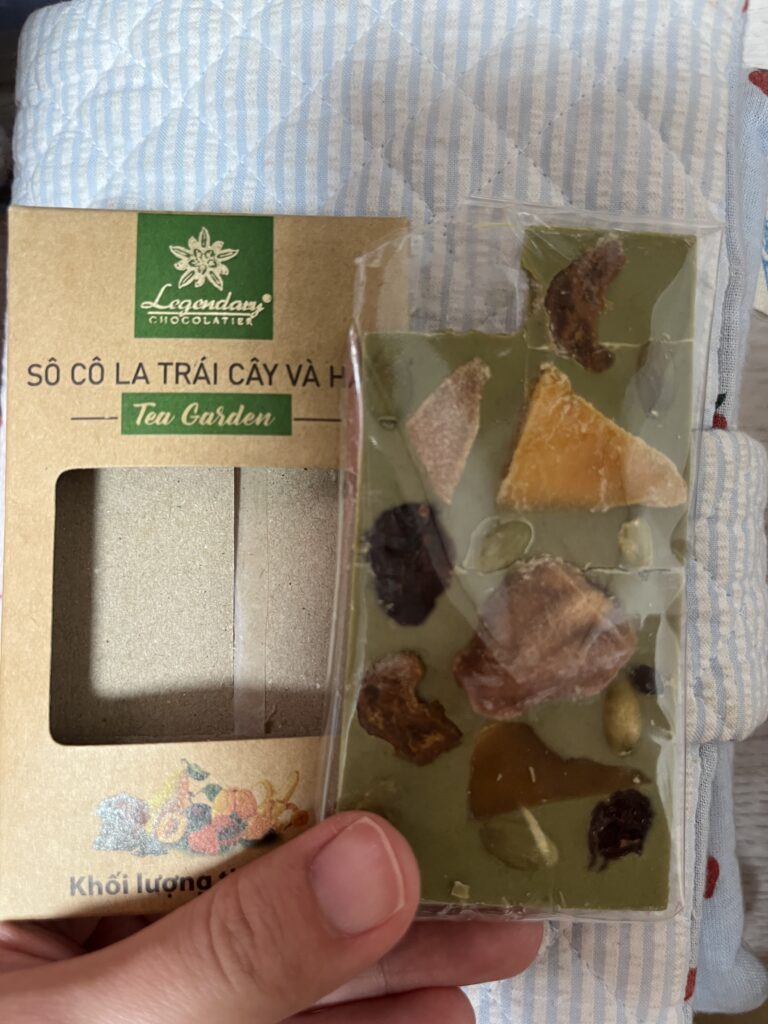 Legendary®
CHOCOLATIER
SÔ CÔ LA TRÁI CÂY VÀ
Tea Garden
Khối lượng